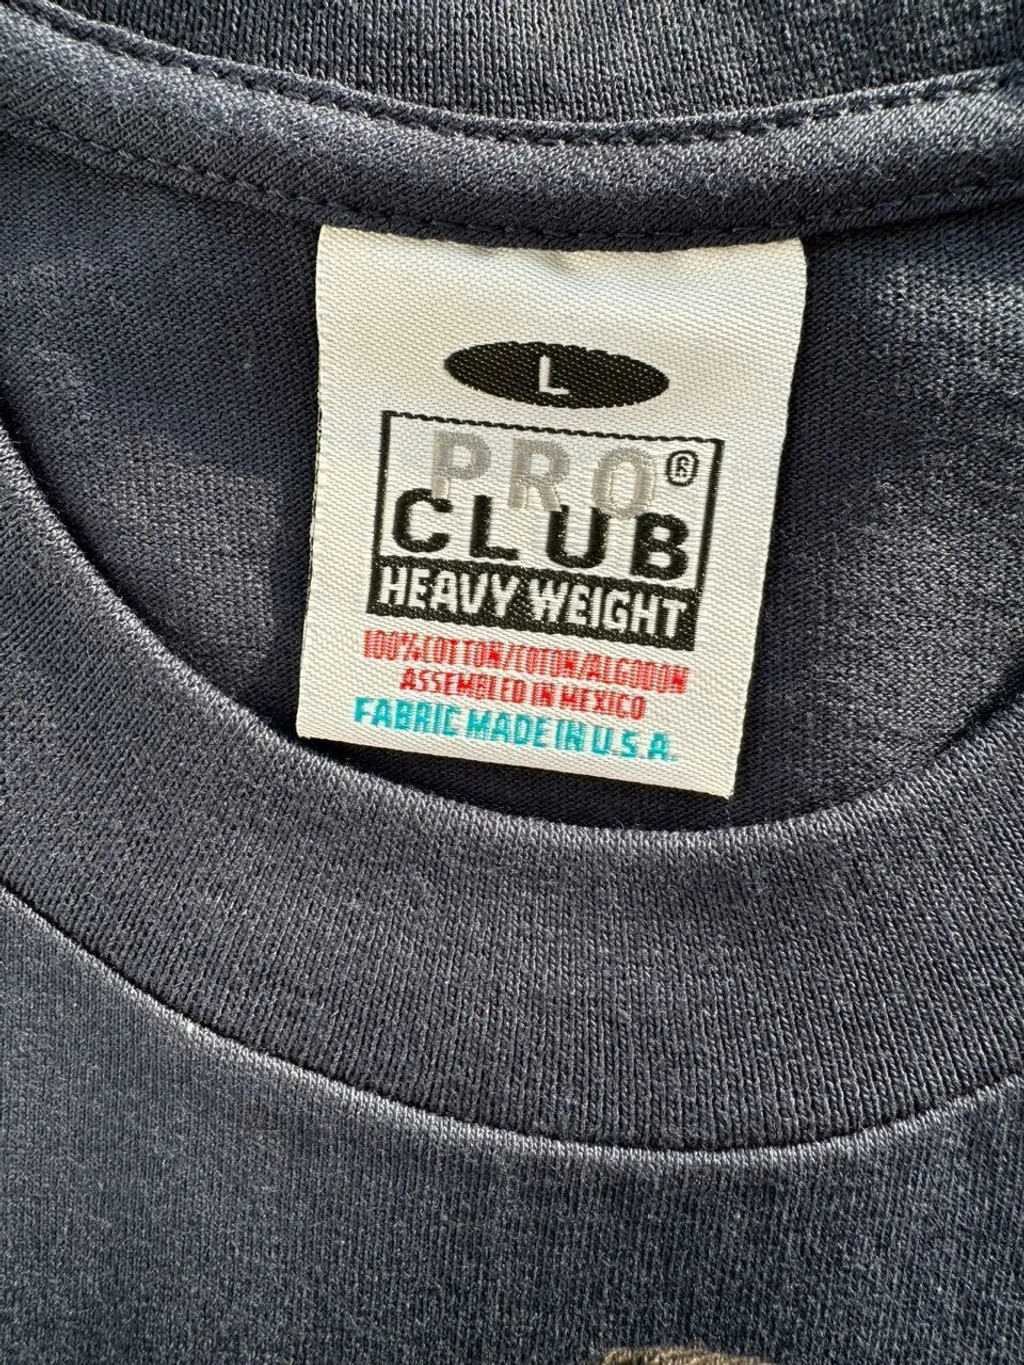 L
PRO®
CLUB
HEAVY WEIGHT
100% COTTON/COTON/ALGODON
ASSEMBLED IN MEXICO
FABRIC MADE IN U.S.A.